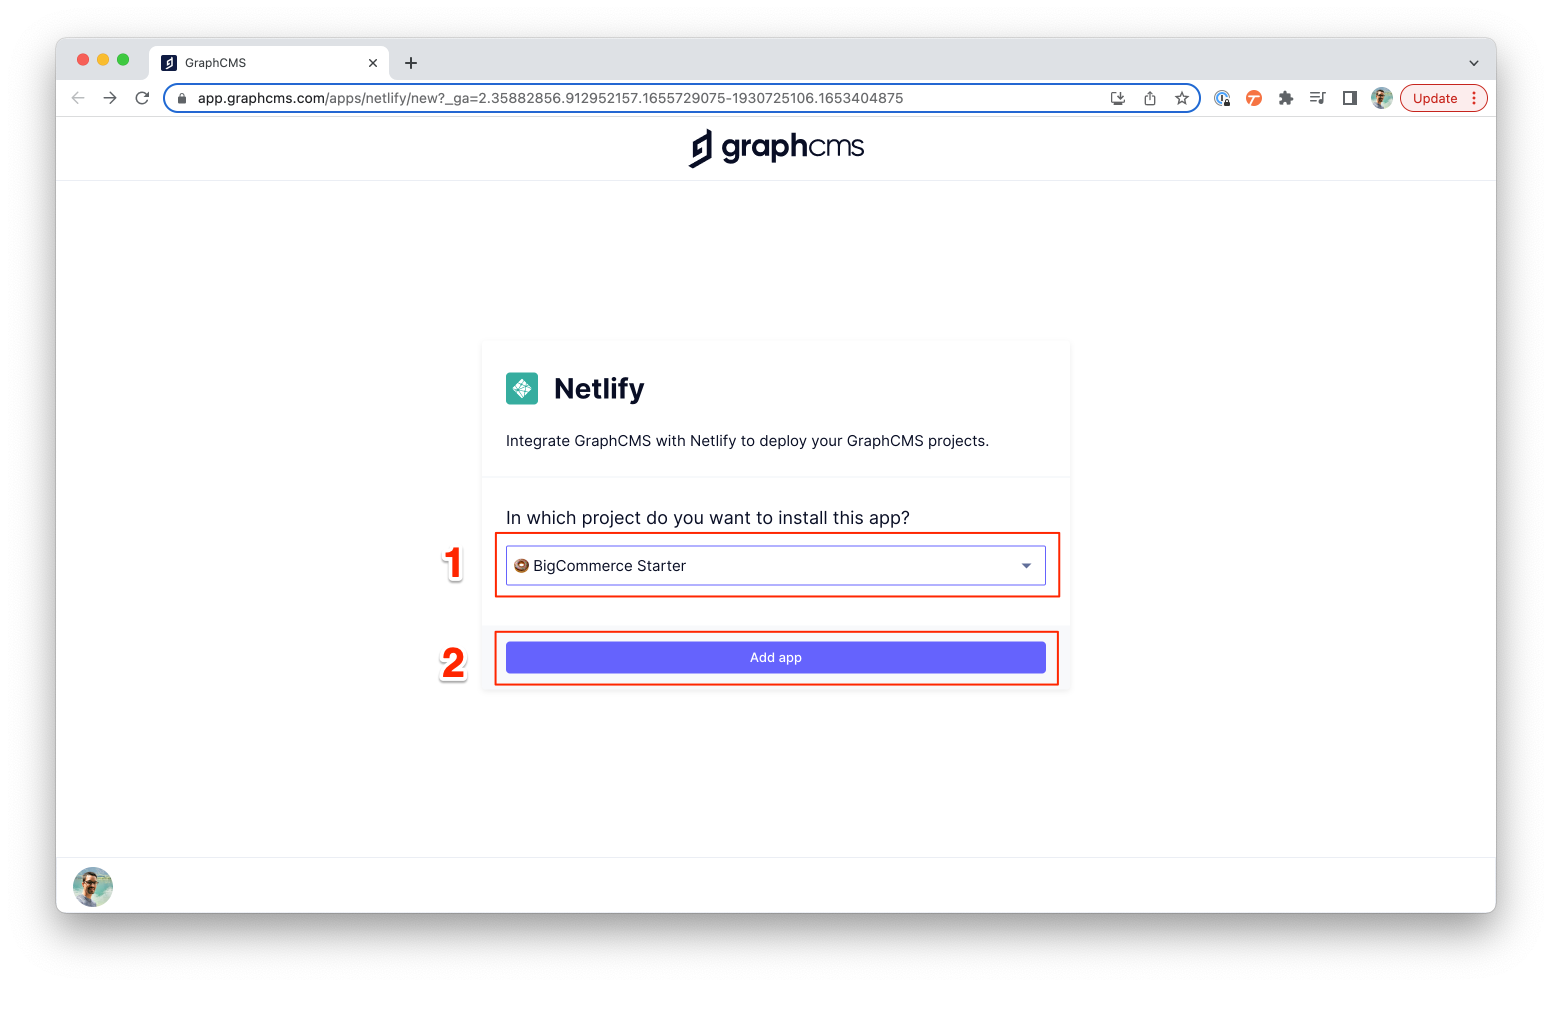 GraphCMS
app.graphcms.com/apps/netlify/new?_ga=2.35882856.912952157.1655729075-1930725106.1653404875
Update
graphcms
Netlify
Integrate GraphCMS with Netlify to deploy your GraphCMS projects.
In which project do you want to install this app?
1
BigCommerce Starter
2
Add app